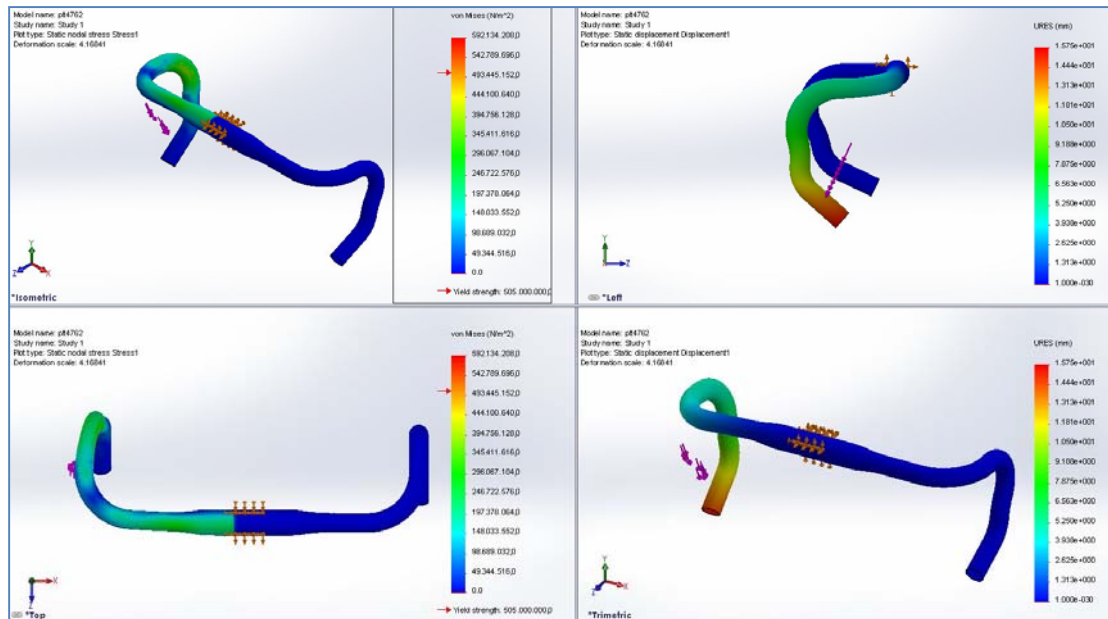 Model name: plt4762
Study name: Study 1
Plot type: Static nodal stress Stress1
Deformation scale: 4.16841
von Mises (N/m^2)
592.134.208,0
542.789.696,0
493.445.152,0
444.100.640,0
394.756.128,0
345.411.616,0
296.067.104,0
246.722.576,0
197.378.064,0
148.033.552,0
98.689.032,0
49.344.516,0
0.0
Yield strength: 505.000.000,0
Y
Z
X
*Isometric
Model name: plt4762
Study name: Study 1
Plot type: Static displacement Displacement1
Deformation scale: 4.16841
URES (mm)
1.575e+001
1.444e+001
1.313e+001
1.181e+001
1.050e+001
9.188e+000
7.875e+000
6.563e+000
5.250e+000
3.938e+000
2.625e+000
1.313e+000
1.000e-030
Y
Z
*Left
Model name: plt4762
Study name: Study 1
Plot type: Static nodal stress Stress1
Deformation scale: 4.16841
von Mises (N/m^2)
592.134.208,0
542.789.696,0
493.445.152,0
444.100.640,0
394.756.128,0
345.411.616,0
296.067.104,0
246.722.576,0
197.378.064,0
148.033.552,0
98.689.032,0
49.344.516,0
0.0
Yield strength: 505.000.000,0
X
Z
*Top
Model name: plt4762
Study name: Study 1
Plot type: Static displacement Displacement1
Deformation scale: 4.16841
URES (mm)
1.575e+001
1.444e+001
1.313e+001
1.181e+001
1.050e+001
9.188e+000
7.875e+000
6.563e+000
5.250e+000
3.938e+000
2.625e+000
1.313e+000
1.000e-030
Y
Z
X
*Trimetric